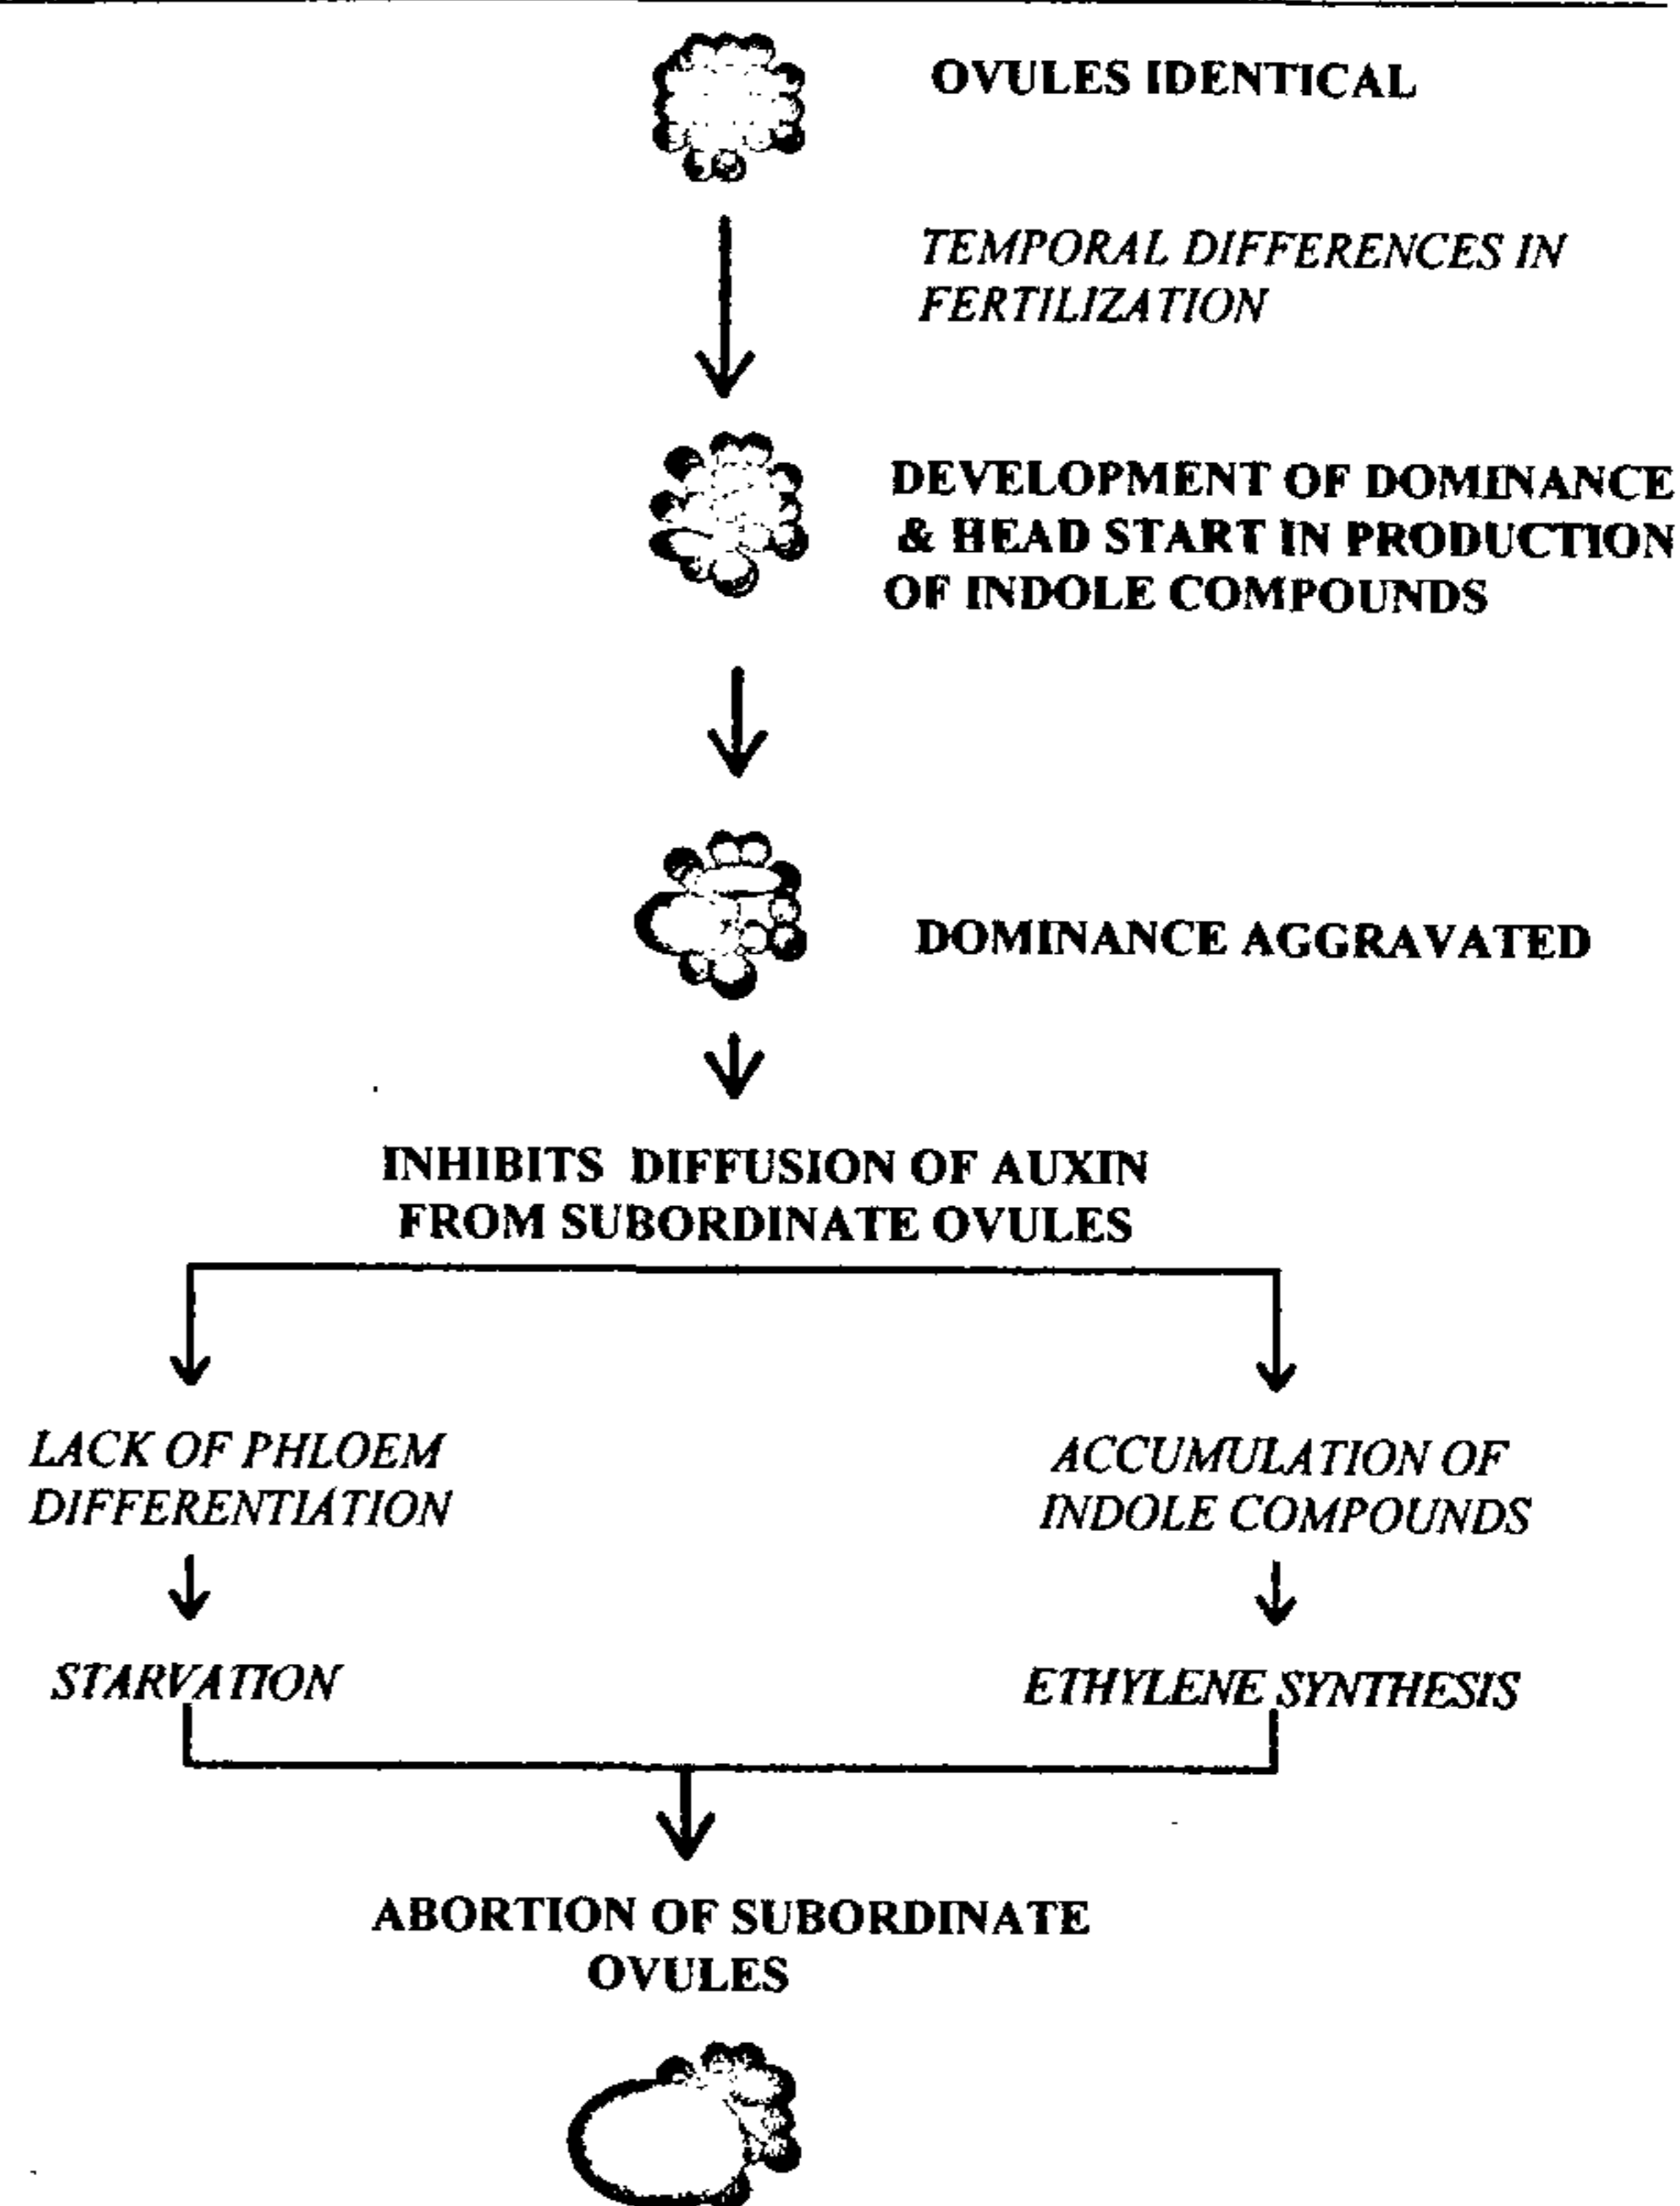 OVULES IDENTICAL
TEMPORAL DIFFERENCES IN
FERTILIZATION
DEVELOPMENT OF DOMINANCE
& HEAD START IN PRODUCTION
OF INDOLE COMPOUNDS
DOMINANCE AGGRAVATED
INHIBITS DIFFUSION OF AUXIN
FROM SUBORDINATE OVULES
LACK OF PHLOEM
DIFFERENTIATION
ACCUMULATION OF
INDOLE COMPOUNDS
STARVATION
ETHYLENE SYNTHESIS
ABORTION OF SUBORDINATE
OVULES